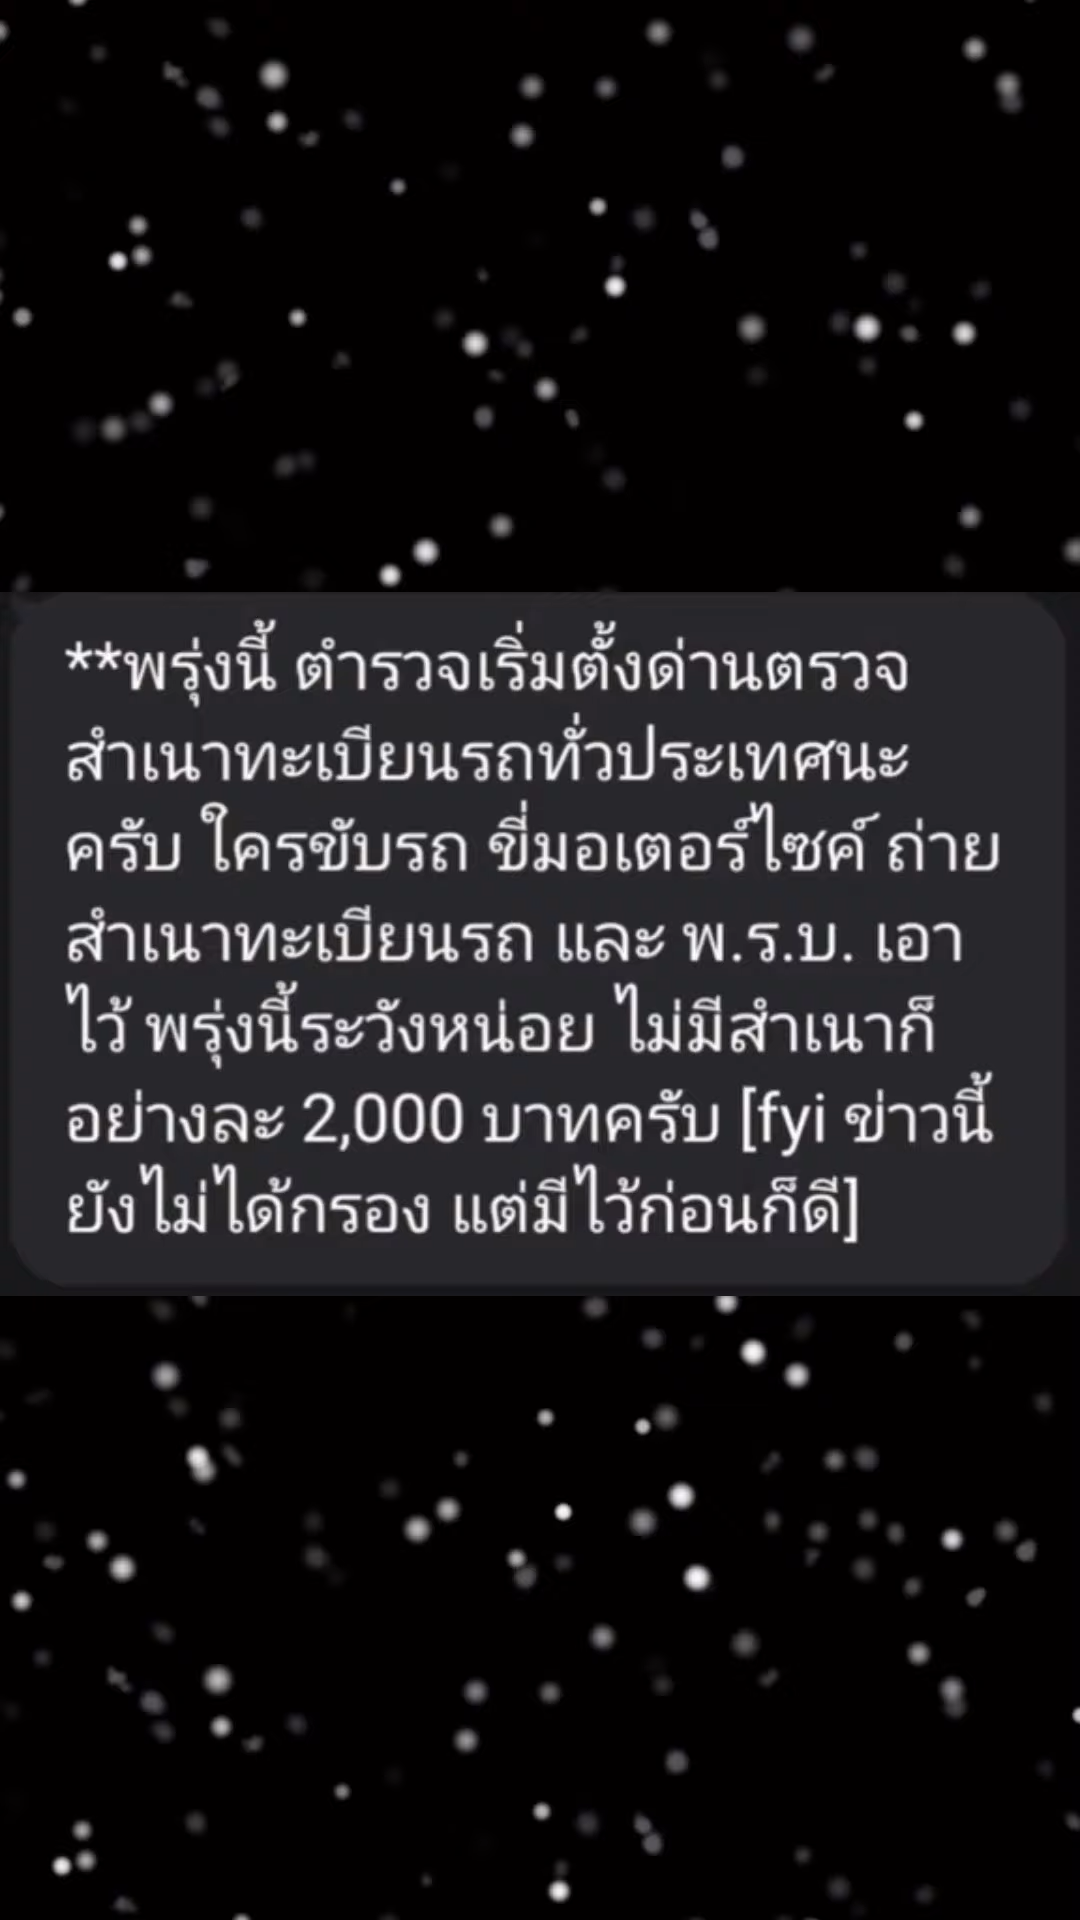 **พรุ่งนี้ ตำรวจเริ่มตั้งด่านตรวจ
สำเนาทะเบียนรถทั่วประเทศนะ
ครับ ใครขับรถ ขี่มอเตอร์ไซค์ ถ่าย
สำเนาทะเบียนรถ และ พ.ร.บ. เอา
ไว้ พรุ่งนี้ระวังหน่อย ไม่มีสำเนาก็
อย่างละ 2,000 บาทครับ [fyi ข่าวนี้
ยังไม่ได้กรอง แต่มีไว้ก่อนก็ดี]